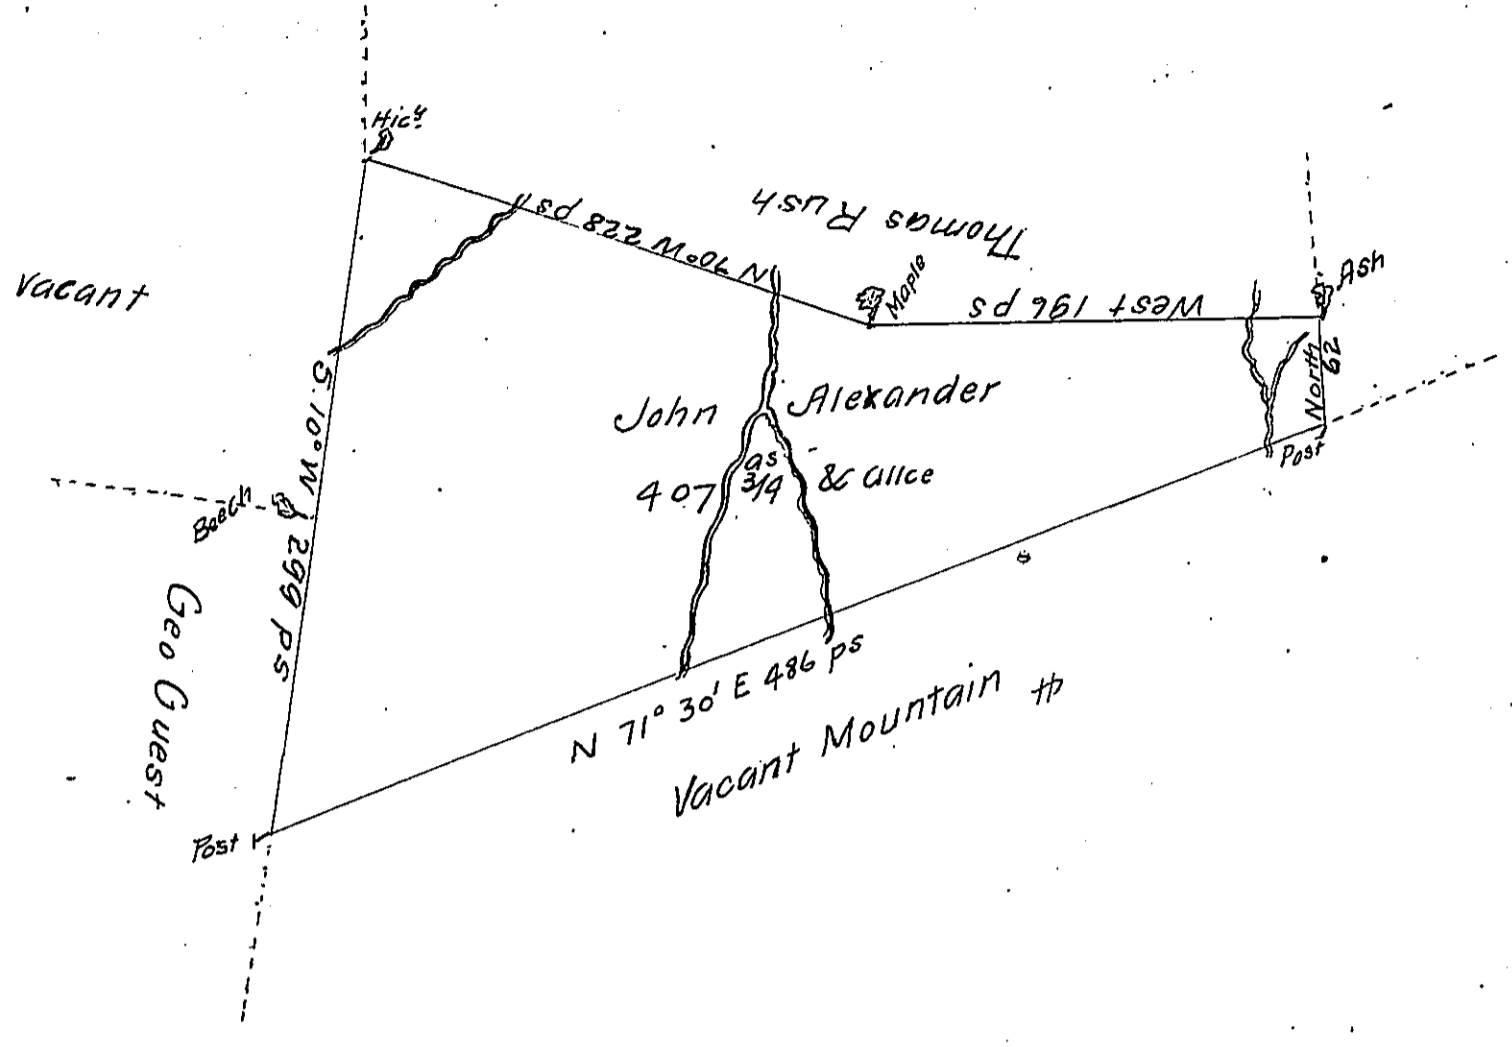 Hicy
Thomas Rush
N 70° W 228 ps
Maple
West 196 ps
Ash
Vacant
North
62
Post
S. 10° W 299 ps
John Alexander
407 as 3/4 & Alice
Beech
Geo Guest
N 71° 30' E 486 ps
Vacant Mountain
Post